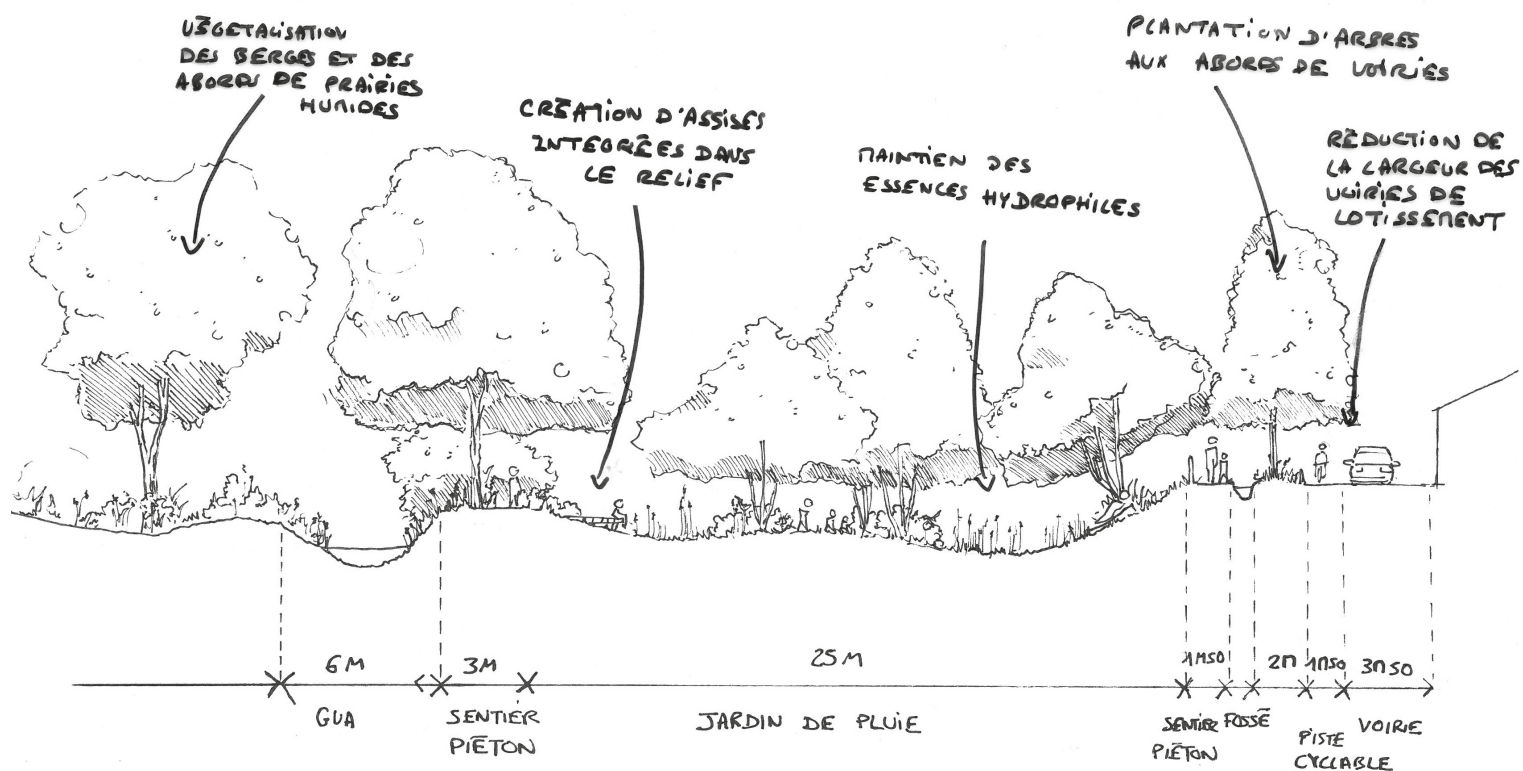 VÉGETALISATION
DES BERGES ET DES
ABORDS DE PRAIRIES
HUMIDES
CRÉATION D'ASSISES
INTEGRÉES DANS
LE RELIEF
MAINTIEN DES
ESSENCES HYDROPHILES
PLANTATION D'ARBRES
AUX ABORDS DE VOIRIES
RÉDUCTION DE
LA LARGEUR DES
VOIRIES DE
LOTISSEMENT
6M
3M
25M
1M50
2M
1M50
3M50
GUA
SENTIER
PIÉTON
JARDIN DE PLUIE
SENTIER
PIÉTON
FOSSÉ
PISTE
CYCLABLE
VOIRIE